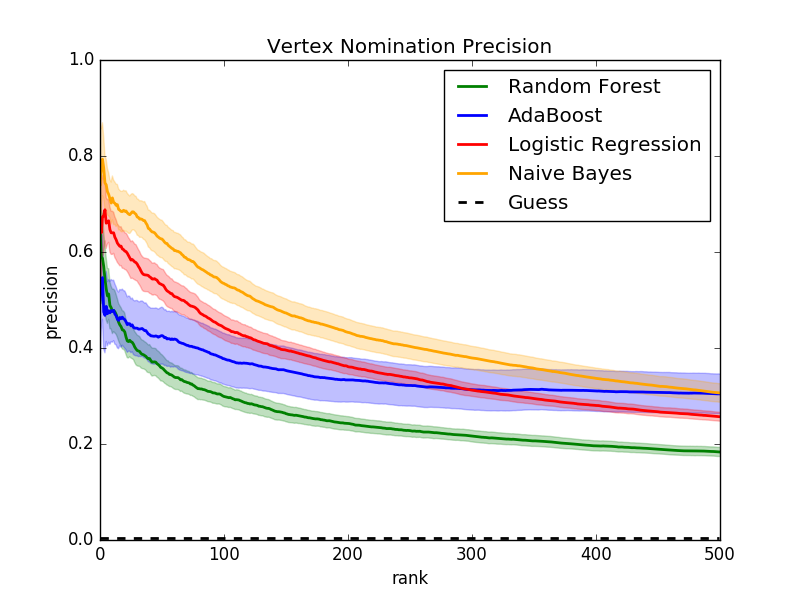 Vertex Nomination Precision
1.0
0.8
0.6
0.4
0.2
0.0
precision
Random Forest
AdaBoost
Logistic Regression
Naive Bayes
Guess
0 100 200 300 400 500
rank